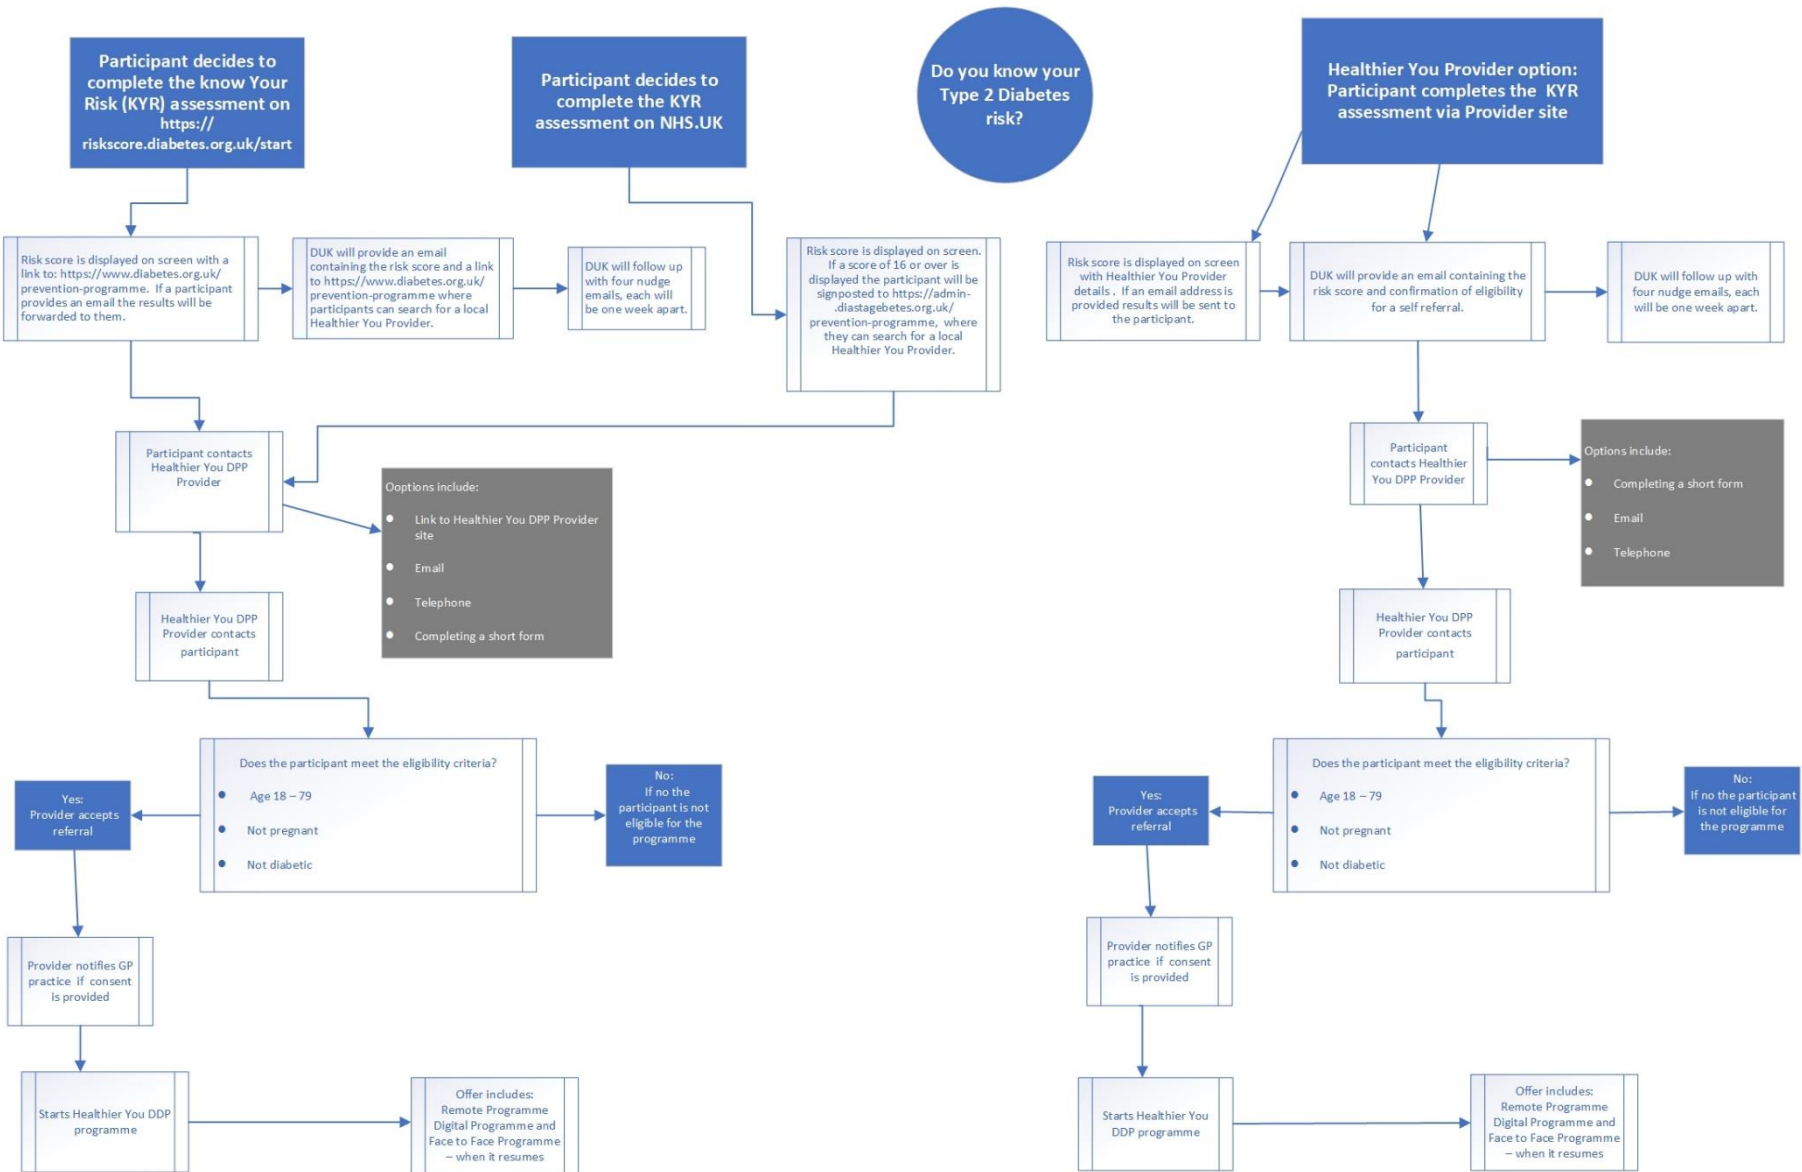 Participant decides to
complete the know Your
Risk (KYR) assessment on
https://
riskscore.diabetes.org.uk/start
Participant decides to
complete the KYR
assessment on NHS.UK
Do you know your
Type 2 Diabetes
risk?
Healthier You Provider option:
Participant completes the KYR
assessment via Provider site
Risk score is displayed on screen with a
link to: https://www.diabetes.org.uk/
prevention-programme. If a participant
provides an email the results will be
forwarded to them.
DUK will provide an email
containing the risk score and a link
to https://www.diabetes.org.uk/
prevention-programme where
participants can search for a local
Healthier You Provider.
DUK will follow up
with four nudge
emails, each will
be one week apart.
Risk score is displayed on screen.
If a score of 16 or over is
displayed the participant will be
signposted to https://admin-
.diastagebetes.org.uk/
prevention-programme, where
they can search for a local
Healthier You Provider.
Risk score is displayed on screen
with Healthier You Provider
details . If an email address is
provided results will be sent to
the participant.
DUK will provide an email containing the
risk score and confirmation of eligibility
for a self referral.
DUK will follow up with
four nudge emails, each
will be one week apart.
Participant contacts
Healthier You DPP
Provider
Ooptions include:
● Link to Healthier You DPP Provider
site
● Email
● Telephone
● Completing a short form
Participant
contacts Healthier
You DPP Provider
Options include:
● Completing a short form
● Email
● Telephone
Healthier You DPP
Provider contacts
participant
Healthier You DPP
Provider contacts
participant
Does the participant meet the eligibility criteria?
● Age 18 – 79
● Not pregnant
● Not diabetic
Yes:
Provider accepts
referral
No:
If no the
participant is not
eligible for the
programme
Does the participant meet the eligibility criteria?
● Age 18 – 79
● Not pregnant
● Not diabetic
Yes:
Provider accepts
referral
No:
If no the participant
is not eligible for
the programme
Provider notifies GP
practice if consent
is provided
Provider notifies GP
practice if consent
is provided
Starts Healthier You DDP
programme
Offer includes:
Remote Programme
Digital Programme and
Face to Face Programme
– when it resumes
Starts Healthier You
DDP programme
Offer includes:
Remote Programme
Digital Programme and
Face to Face Programme
– when it resumes